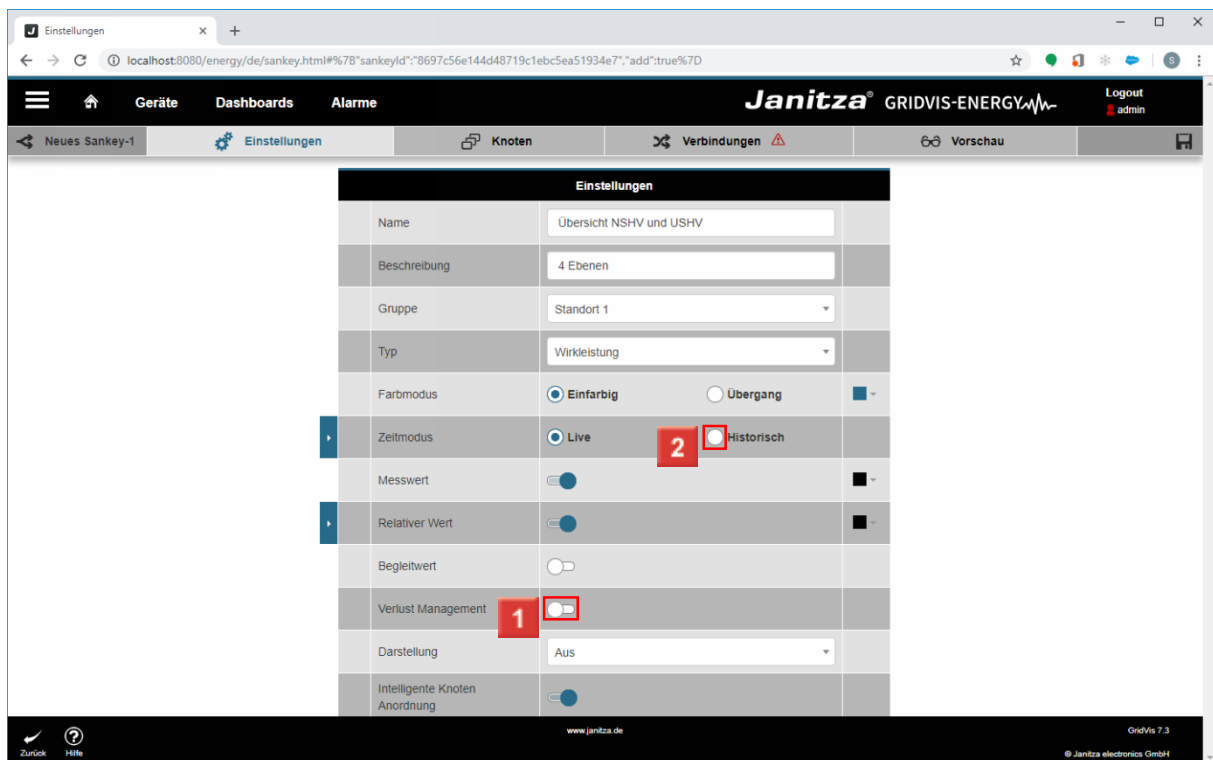 Einstellungen
localhost:8080/energy/de/sankey.html#%7B"sankeyId":"8697c56e144d48719c1ebc5ea51934e7","add":true%7D
S
Geräte Dashboards Alarme
Janitza® GRIDVIS-ENERGY
Logout
admin
Neues Sankey-1 Einstellungen Knoten Verbindungen Vorschau
Einstellungen
Name Übersicht NSHV und USHV
Beschreibung 4 Ebenen
Gruppe Standort 1
Typ Wirkleistung
Farbmodus Einfarbig Übergang
Zeitmodus Live 2 Historisch
Messwert
Relativer Wert
Begleitwert
Verlust Management 1
Darstellung Aus
Intelligente Knoten
Anordnung
Zurück Hilfe
www.janitza.de
GridVis 7.3
© Janitza electronics GmbH